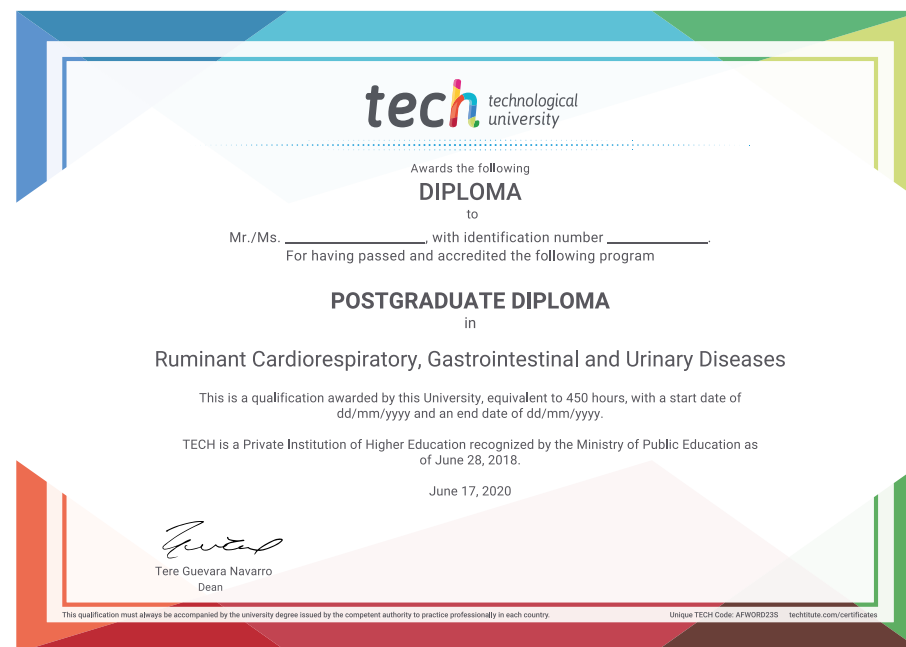 tech technological
university
Awards the following
DIPLOMA
to
Mr./Ms. ____________________, with identification number ______________.
For having passed and accredited the following program
POSTGRADUATE DIPLOMA
in
Ruminant Cardiorespiratory, Gastrointestinal and Urinary Diseases
This is a qualification awarded by this University, equivalent to 450 hours, with a start date of
dd/mm/yyyy and an end date of dd/mm/yyyy.
TECH is a Private Institution of Higher Education recognized by the Ministry of Public Education as
of June 28, 2018.
June 17, 2020
Tere Guevara Navarro
Dean
This qualification must always be accompanied by the university degree issued by the competent authority to practice professionally in each country.
Unique TECH Code: AFWORD23S techtitute.com/certificates